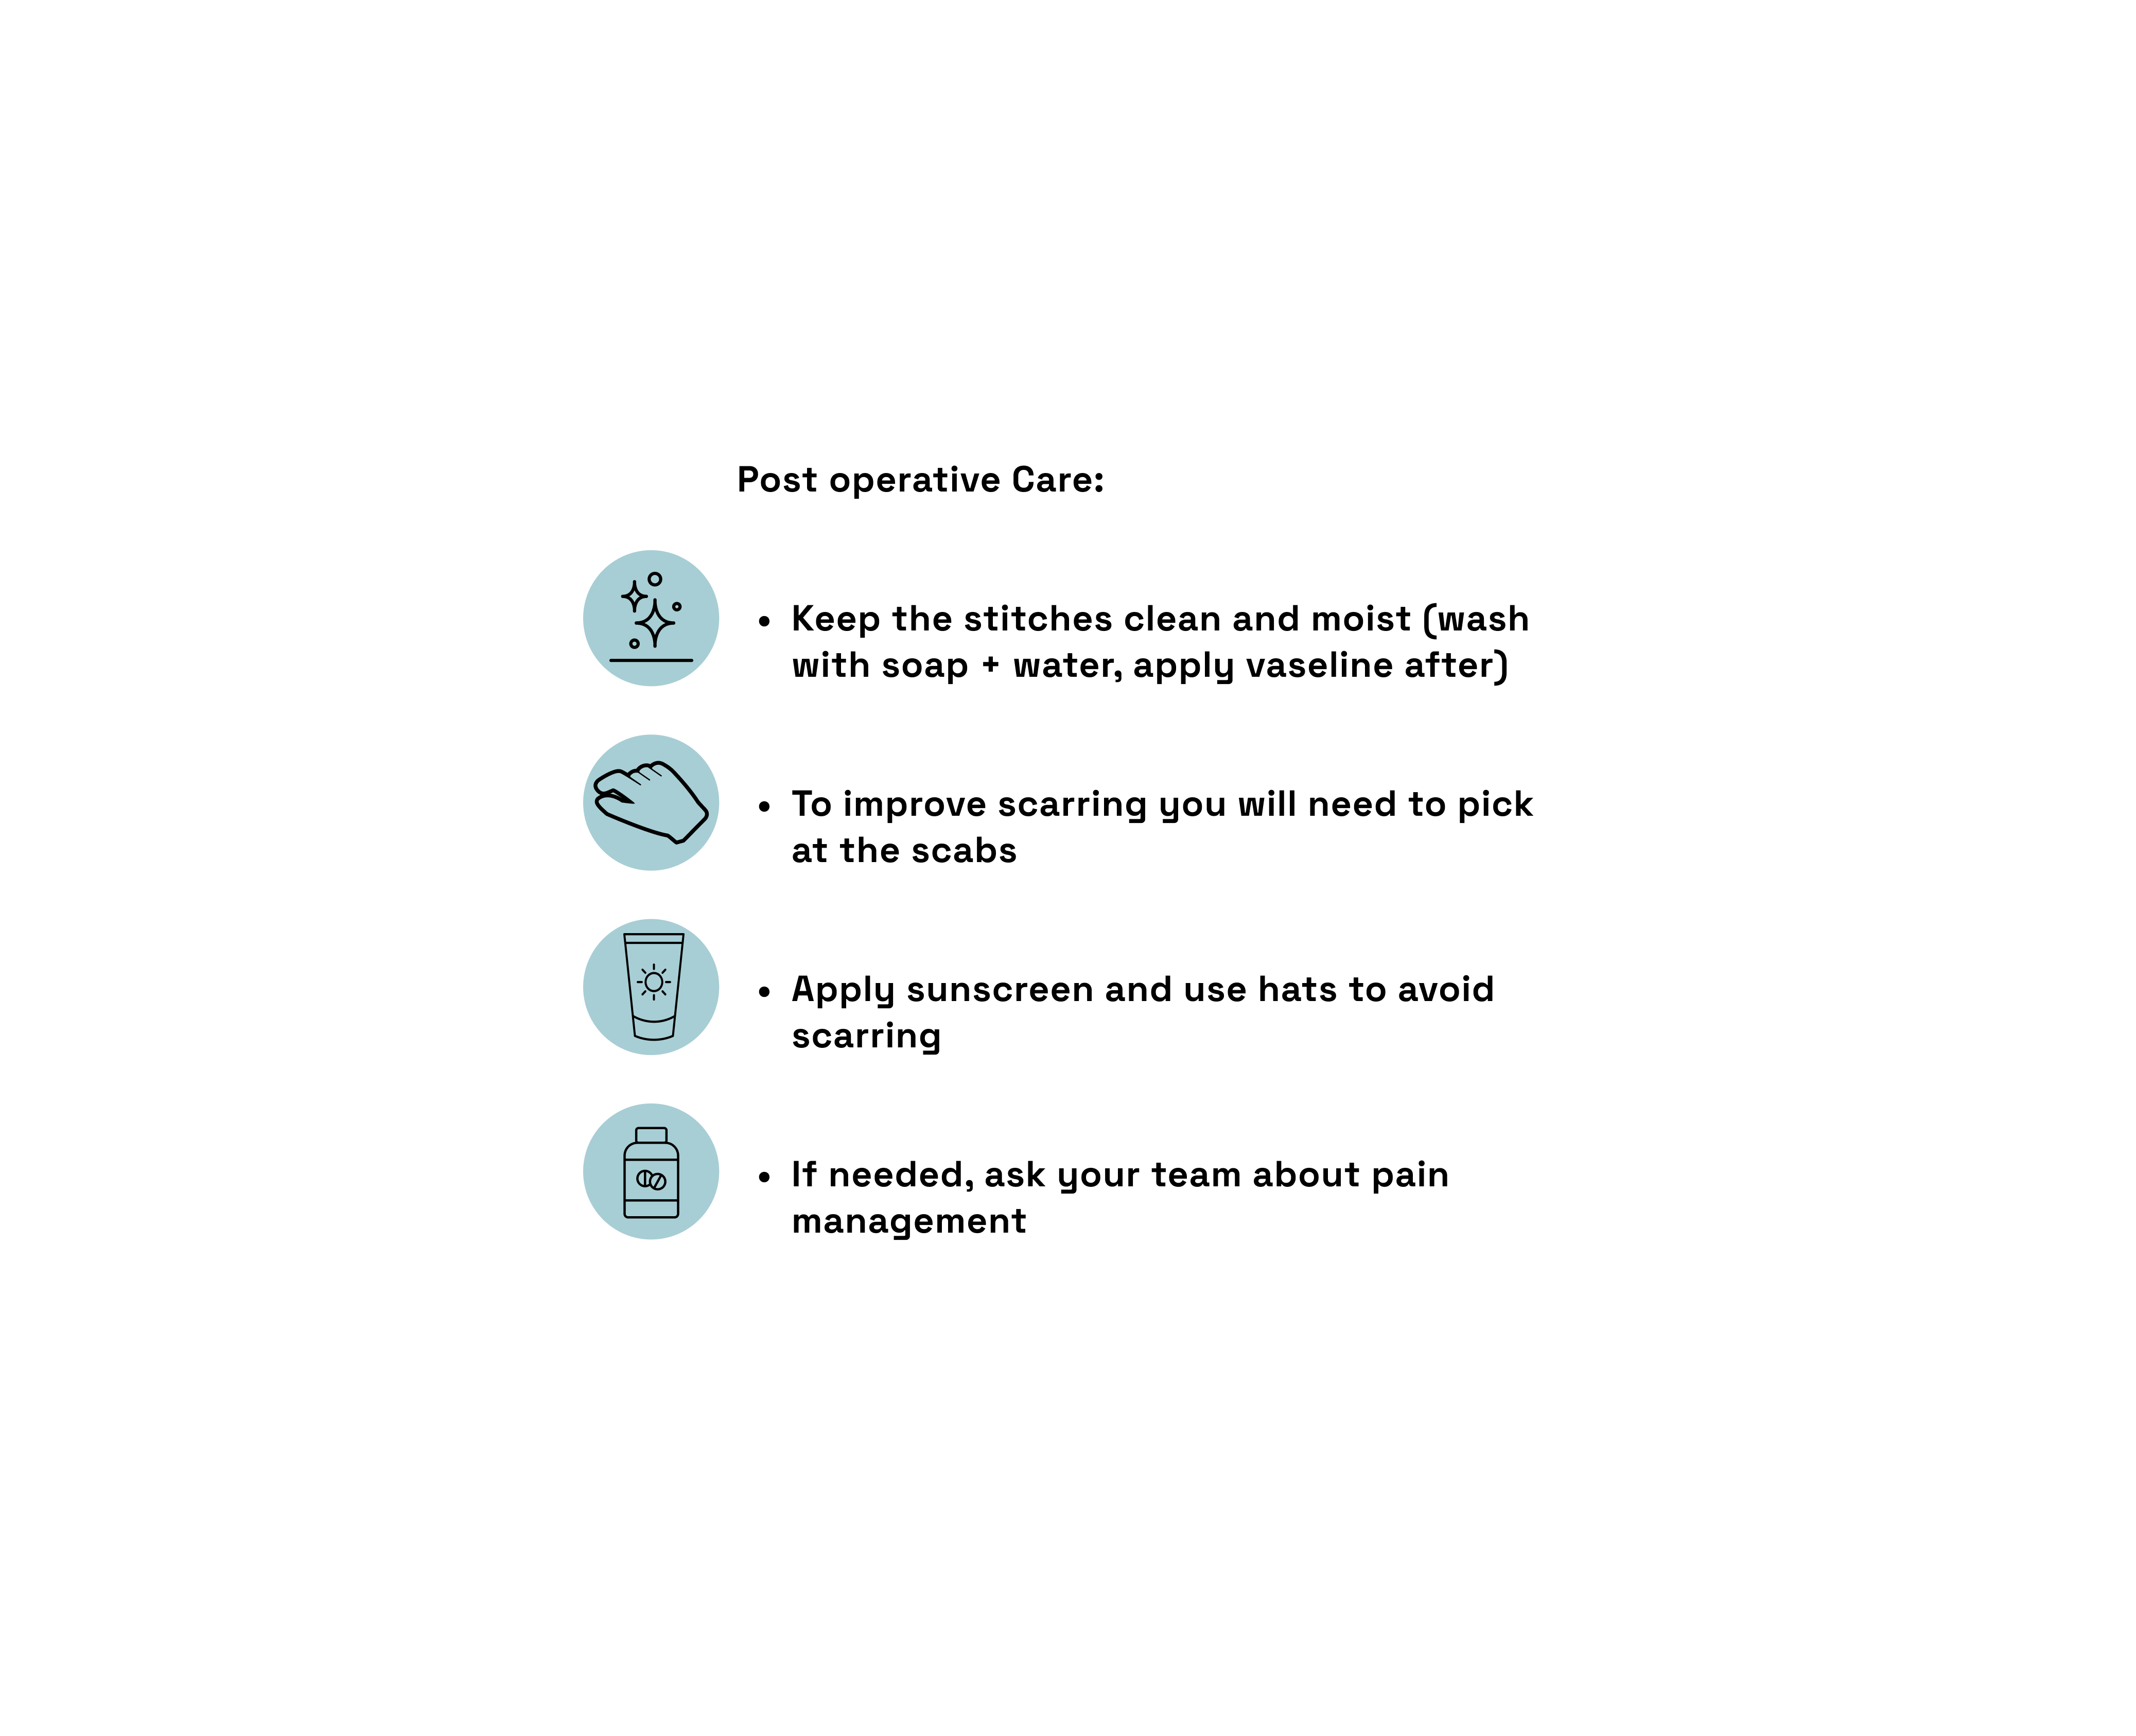 Post operative Care:
• Keep the stitches clean and moist (wash
with soap + water, apply vaseline after)
• To improve scarring you will need to pick
at the scabs
• Apply sunscreen and use hats to avoid
scarring
• If needed, ask your team about pain
management